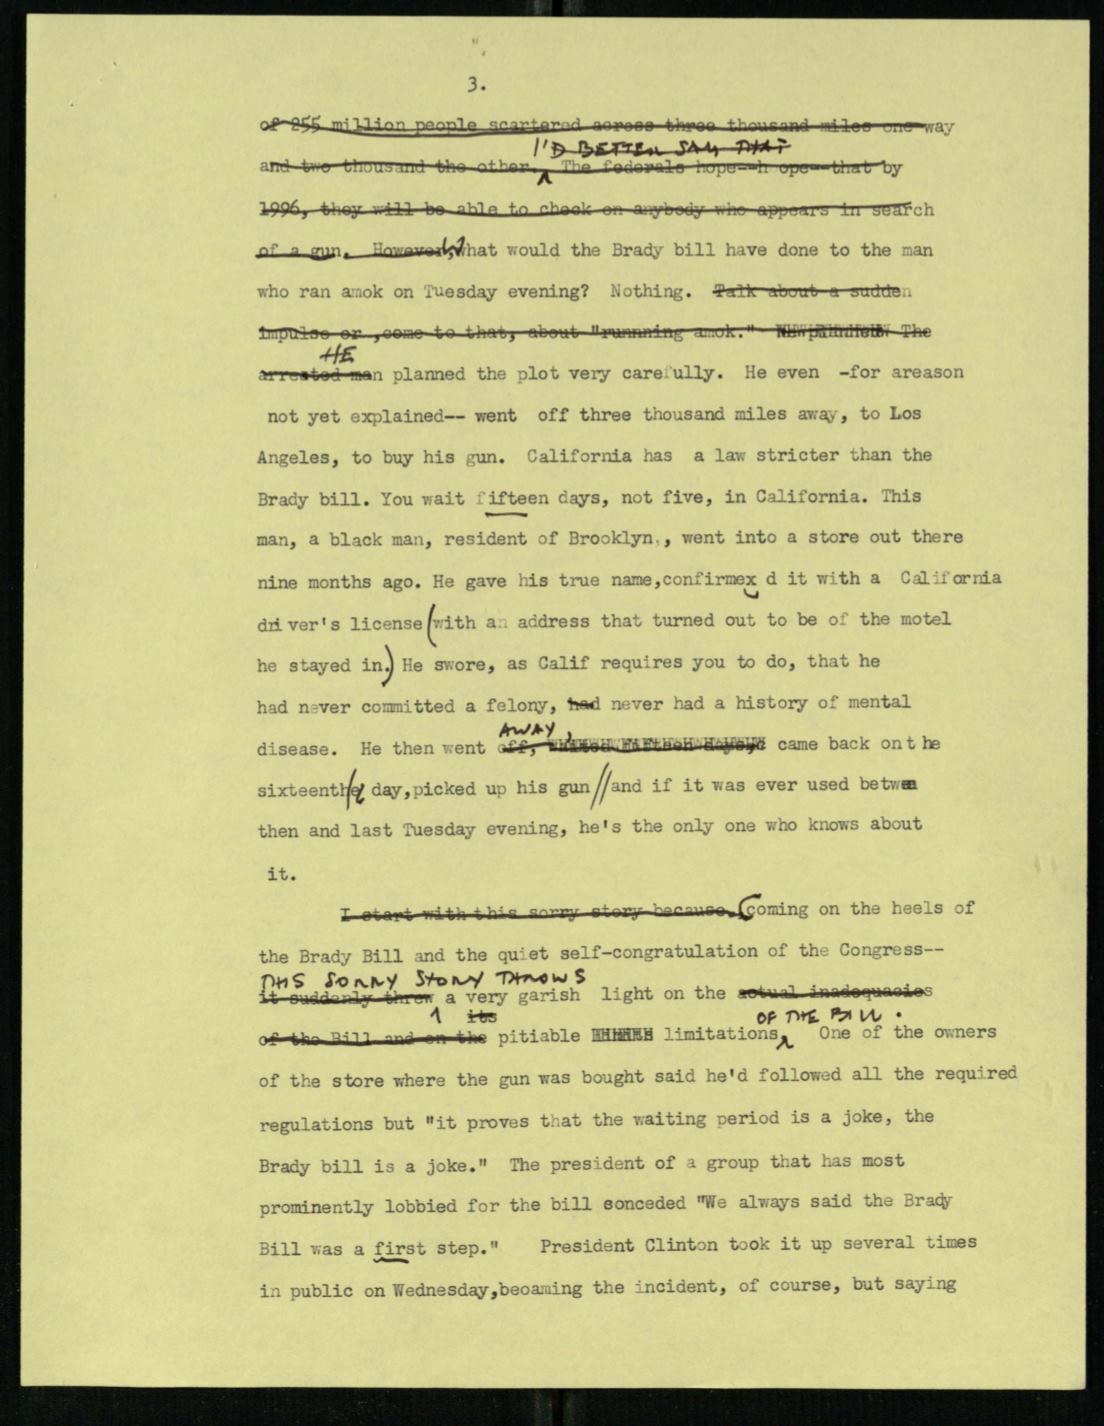 3.
of 255 million people scartered across three thousand miles one way
I'D BETTER SAY THAT
and two thousand the other. The federals hope--h ope--that by
1996, they will be able to check on anybody who appears in search
of a gun. However, What would the Brady bill have done to the man
who ran amok on Tuesday evening? Nothing. Talk about a sudden
impulse or ,come to that, about "runnning amok." The
HE
arrested man planned the plot very carefully. He even -for areason
not yet explained-- went off three thousand miles away, to Los
Angeles, to buy his gun. California has a law stricter than the
Brady bill. You wait fifteen days, not five, in California. This
man, a black man, resident of Brooklyn,, went into a store out there
nine months ago. He gave his true name,confirmex d it with a California
driver's license (with an address that turned out to be of the motel
he stayed in.) He swore, as Calif requires you to do, that he
had never committed a felony, had never had a history of mental
AWAY,
disease. He then went off, waited fifteen days, came back ont he
sixteenthe day,picked up his gun//and if it was ever used betwen
then and last Tuesday evening, he's the only one who knows about
it.
I start with this sorry story because. Coming on the heels of
the Brady Bill and the quiet self-congratulation of the Congress--
THIS SORRY STORY THROWS
it suddenly threw a very garish light on the actual inadequacies
its OF THE BILL.
of the Bill and on the pitiable limitations, One of the owners
of the store where the gun was bought said he'd followed all the required
regulations but "it proves that the waiting period is a joke, the
Brady bill is a joke." The president of a group that has most
prominently lobbied for the bill sonceded "We always said the Brady
Bill was a first step." President Clinton took it up several times
in public on Wednesday,beoaming the incident, of course, but saying